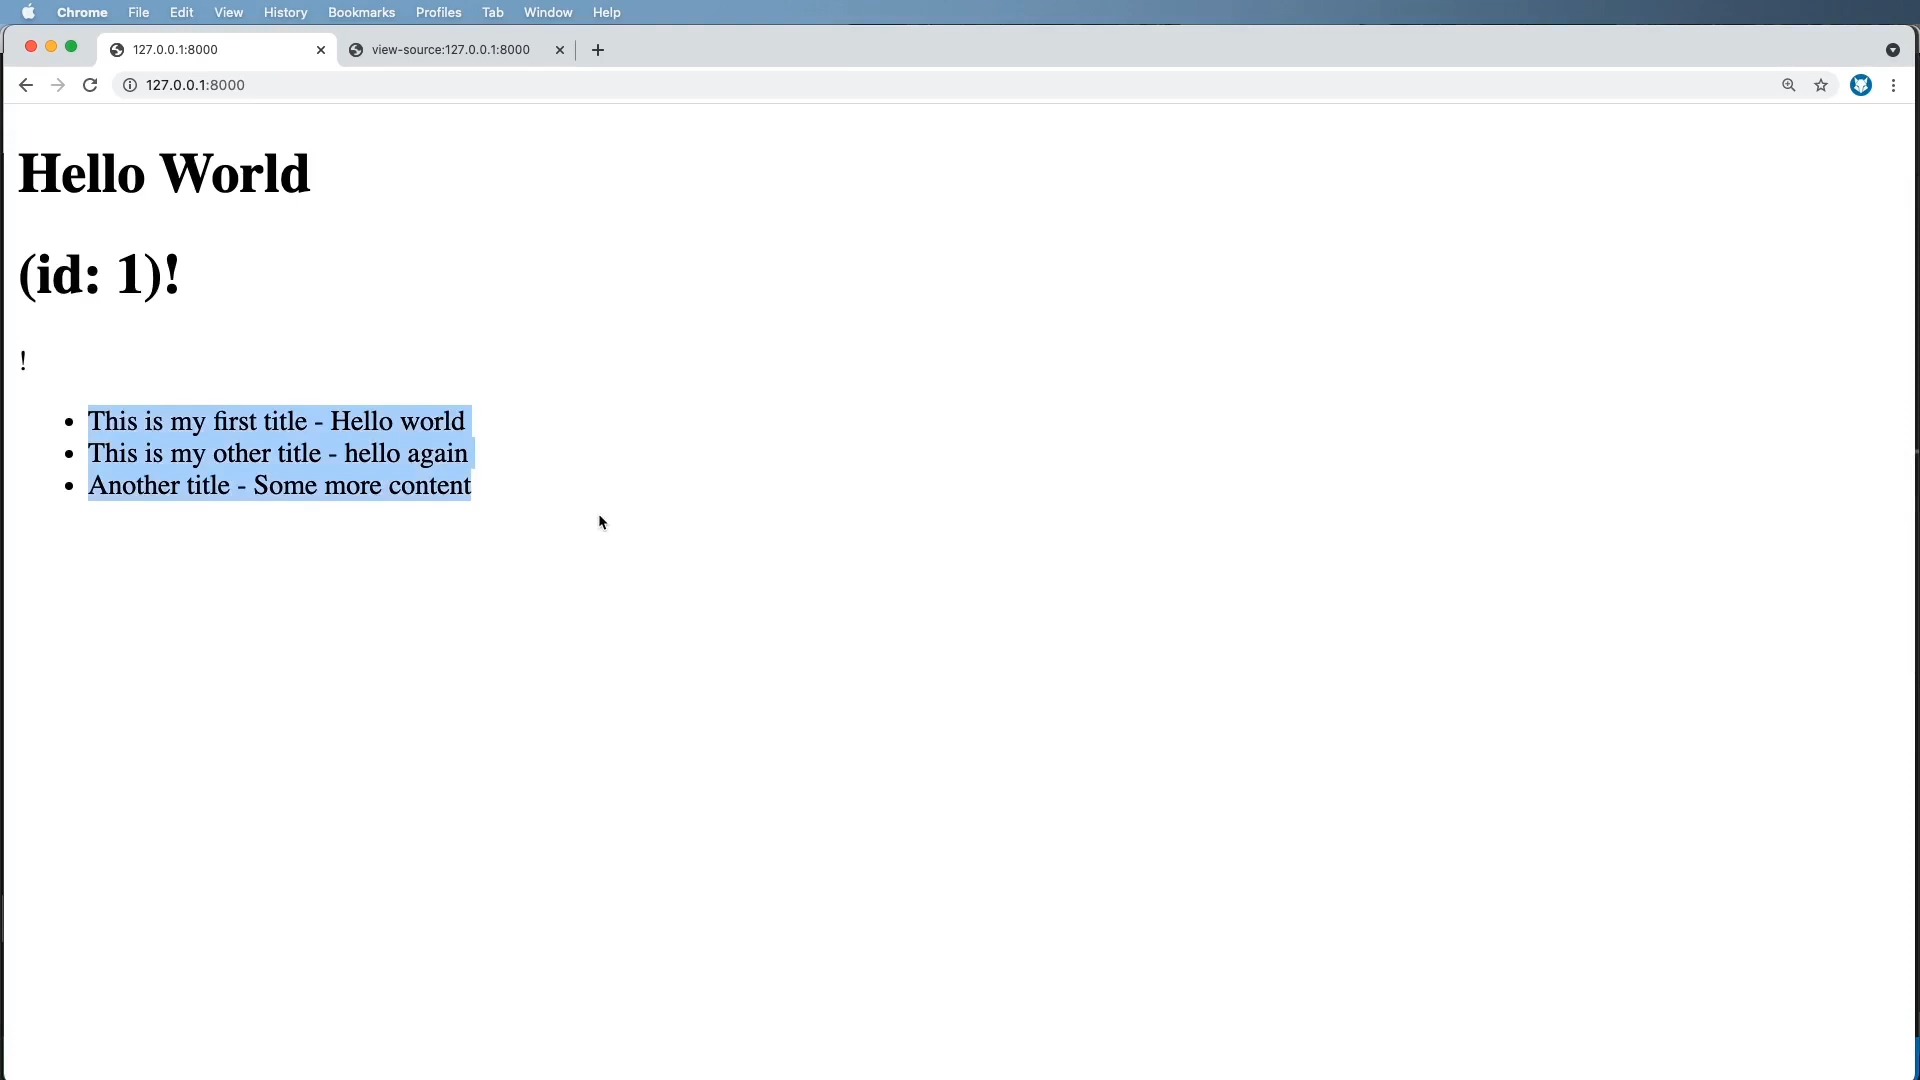 Chrome File Edit View History Bookmarks Profiles Tab Window Help
127.0.0.1:8000
view-source:127.0.0.1:8000
127.0.0.1:8000
Hello World
(id: 1)!
!
• This is my first title - Hello world
• This is my other title - hello again
• Another title - Some more content